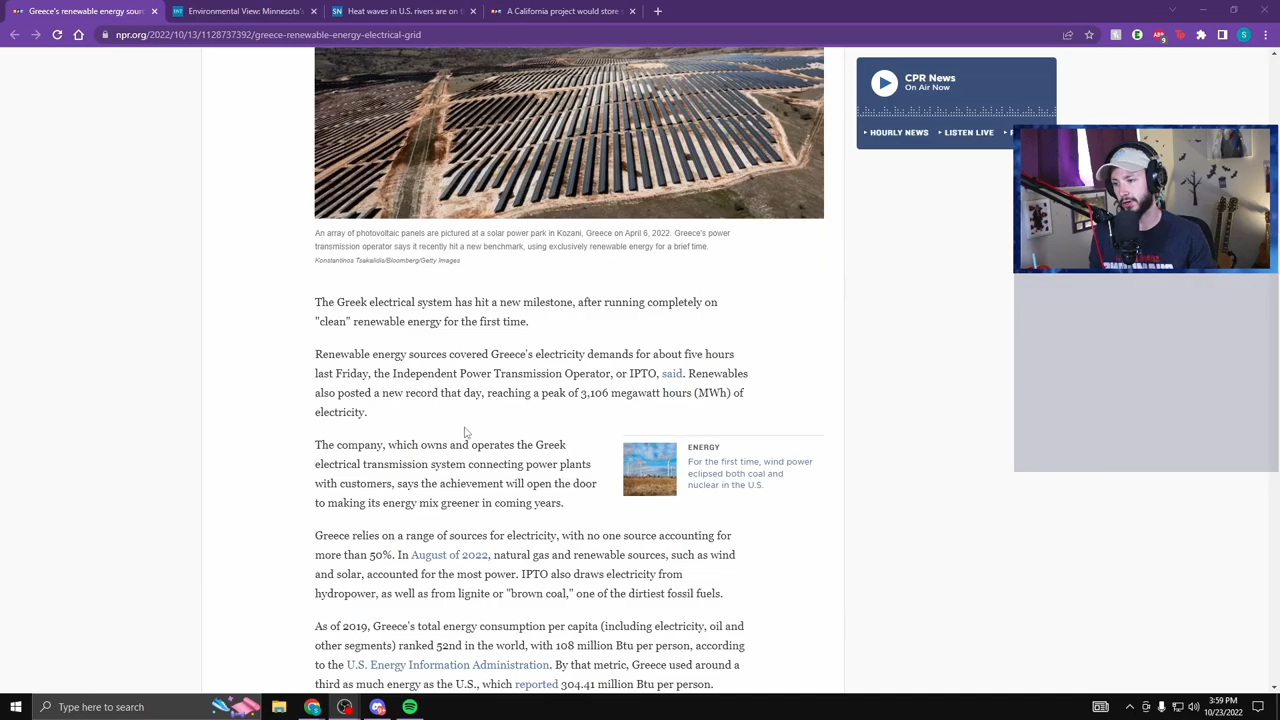 Greece's renewable energ
Environmental View Minnesota's
Heat waves in U.S. rivers are on t
A California project would store s
npr.org/2022/10/13/1128737392/greece-renewable-energy-electrical-grid
CPR News
On Air Now
HOURLY NEWS
LISTEN LIVE
An array of photovoltaic panels are pictured at a solar power park in Kozani, Greece on April 6, 2022. Greece's power
transmission operator says it recently hit a new benchmark, using exclusively renewable energy for a brief time.
Konstantinos Tsakalidis/Bloomberg/Getty Images
The Greek electrical system has hit a new milestone, after running completely on
"clean" renewable energy for the first time.
Renewable energy sources covered Greece's electricity demands for about five hours
last Friday, the Independent Power Transmission Operator, or IPTO, said. Renewables
also posted a new record that day, reaching a peak of 3,106 megawatt hours (MWh) of
electricity.
The company, which owns and operates the Greek
electrical transmission system connecting power plants
with customers, says the achievement will open the door
to making its energy mix greener in coming years.
ENERGY
For the first time, wind power
eclipsed both coal and
nuclear in the U.S.
Greece relies on a range of sources for electricity, with no one source accounting for
more than 50%. In August of 2022, natural gas and renewable sources, such as wind
and solar, accounted for the most power. IPTO also draws electricity from
hydropower, as well as from lignite or "brown coal," one of the dirtiest fossil fuels.
As of 2019, Greece's total energy consumption per capita (including electricity, oil and
other segments) ranked 52nd in the world, with 108 million Btu per person, according
to the U.S. Energy Information Administration. By that metric, Greece used around a
third as much energy as the U.S., which reported 304.41 million Btu per person.
Type here to search
3:59 PM
10/23/2022